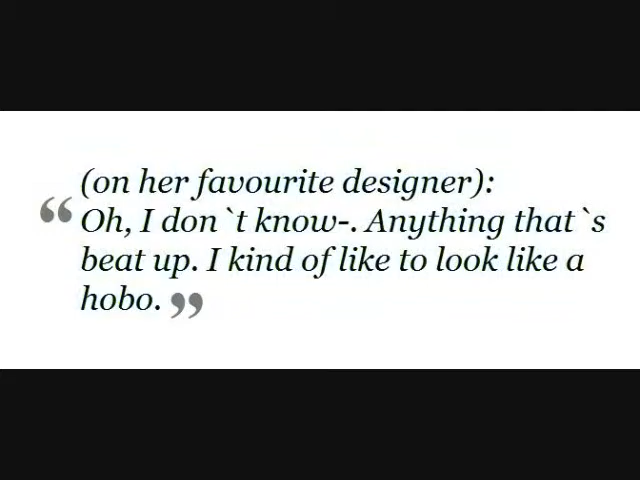 (on her favourite designer):
“ Oh, I don`t know-. Anything that`s
beat up. I kind of like to look like a
hobo. ”